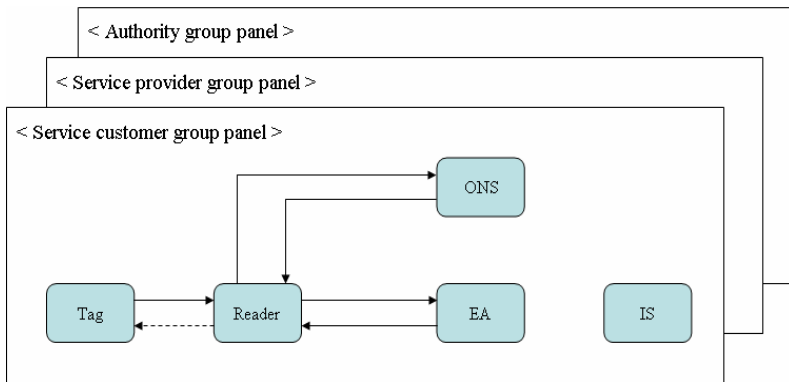 < Authority group panel >
< Service provider group panel >
< Service customer group panel >
ONS
Tag
Reader
EA
IS